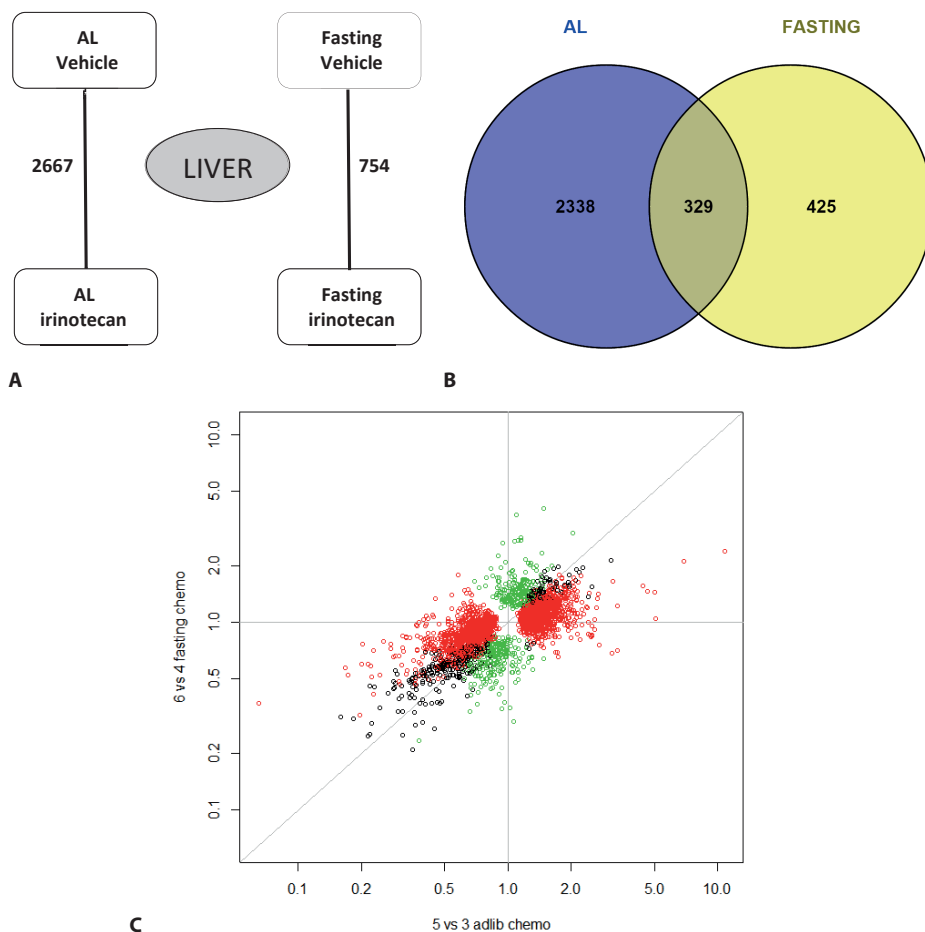 AL
Vehicle
Fasting
Vehicle
2667
LIVER
754
AL
irinotecan
Fasting
irinotecan
A
AL
FASTING
2338
329
425
B
10.0
5.0
2.0
1.0
0.5
0.2
0.1
6 vs 4 fasting chemo
0.1
0.2
0.5
1.0
2.0
5.0
10.0
5 vs 3 adlib chemo
C